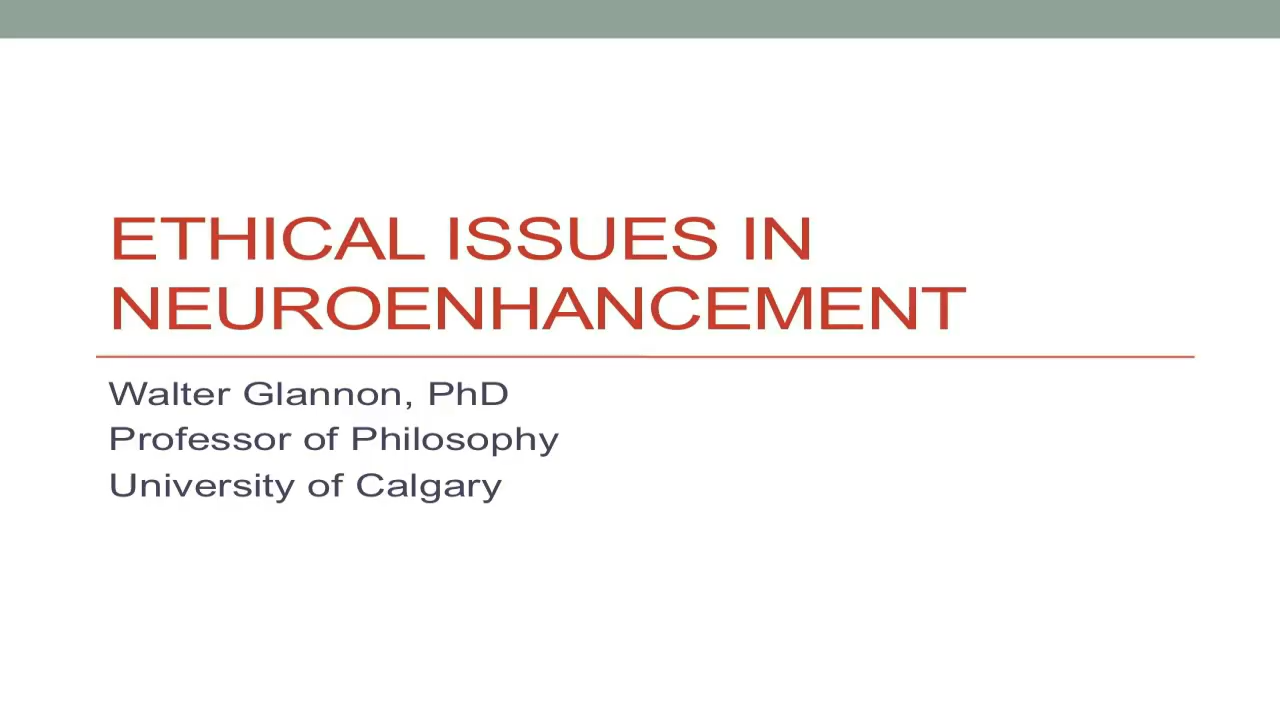 ETHICAL ISSUES IN
NEUROENHANCEMENT
Walter Glannon, PhD
Professor of Philosophy
University of Calgary